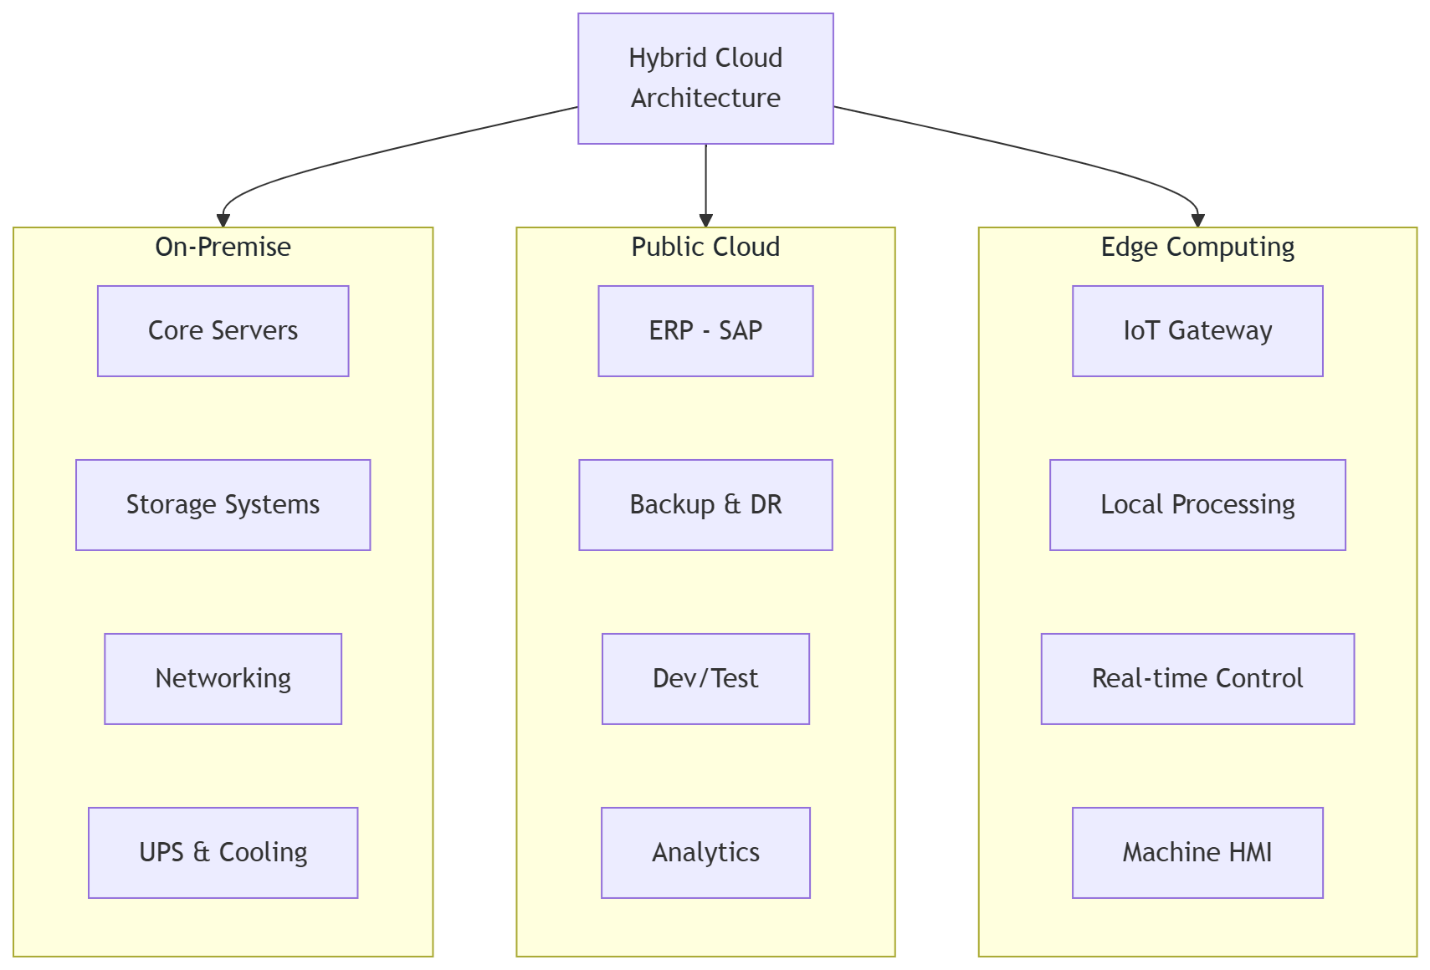 Hybrid Cloud
Architecture
On-Premise
Core Servers
Storage Systems
Networking
UPS & Cooling
Public Cloud
ERP - SAP
Backup & DR
Dev/Test
Analytics
Edge Computing
IoT Gateway
Local Processing
Real-time Control
Machine HMI